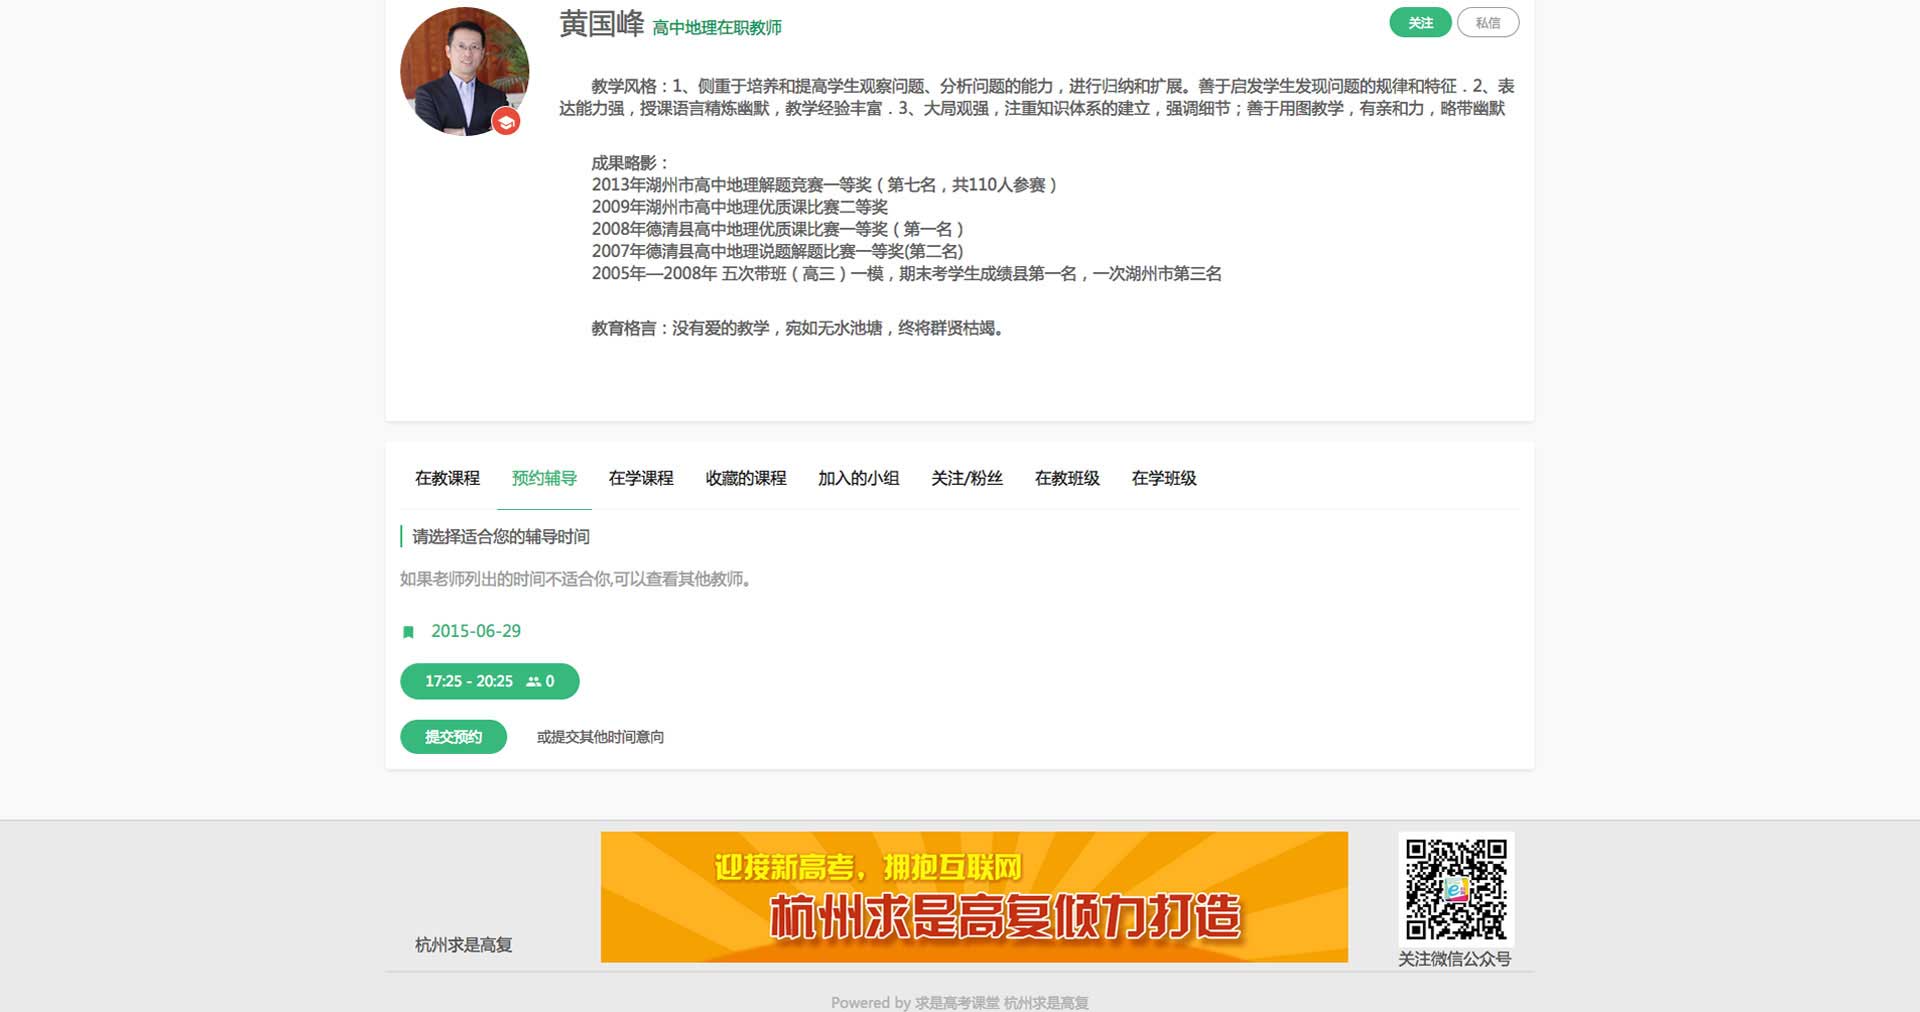 黄国峰 高中地理在职教师
关注 私信
教学风格：1、侧重于培养和提高学生观察问题、分析问题的能力，进行归纳和扩展。善于启发学生发现问题的规律和特征．2、表
达能力强，授课语言精炼幽默，教学经验丰富．3、大局观强，注重知识体系的建立，强调细节；善于用图教学，有亲和力，略带幽默
成果略影：
2013年湖州市高中地理解题竞赛一等奖（第七名，共110人参赛）
2009年湖州市高中地理优质课比赛二等奖
2008年德清县高中地理优质课比赛一等奖（第一名）
2007年德清县高中地理说题解题比赛一等奖(第二名)
2005年—2008年 五次带班（高三）一模，期末考学生成绩县第一名，一次湖州市第三名
教育格言：没有爱的教学，宛如无水池塘，终将群贤枯竭。
在教课程 预约辅导 在学课程 收藏的课程 加入的小组 关注/粉丝 在教班级 在学班级
请选择适合您的辅导时间
如果老师列出的时间不适合你,可以查看其他教师。
2015-06-29
17:25 - 20:25 0
提交预约 或提交其他时间意向
迎接新高考，拥抱互联网
杭州求是高复倾力打造
杭州求是高复
关注微信公众号
Powered by 求是高考课堂 杭州求是高复